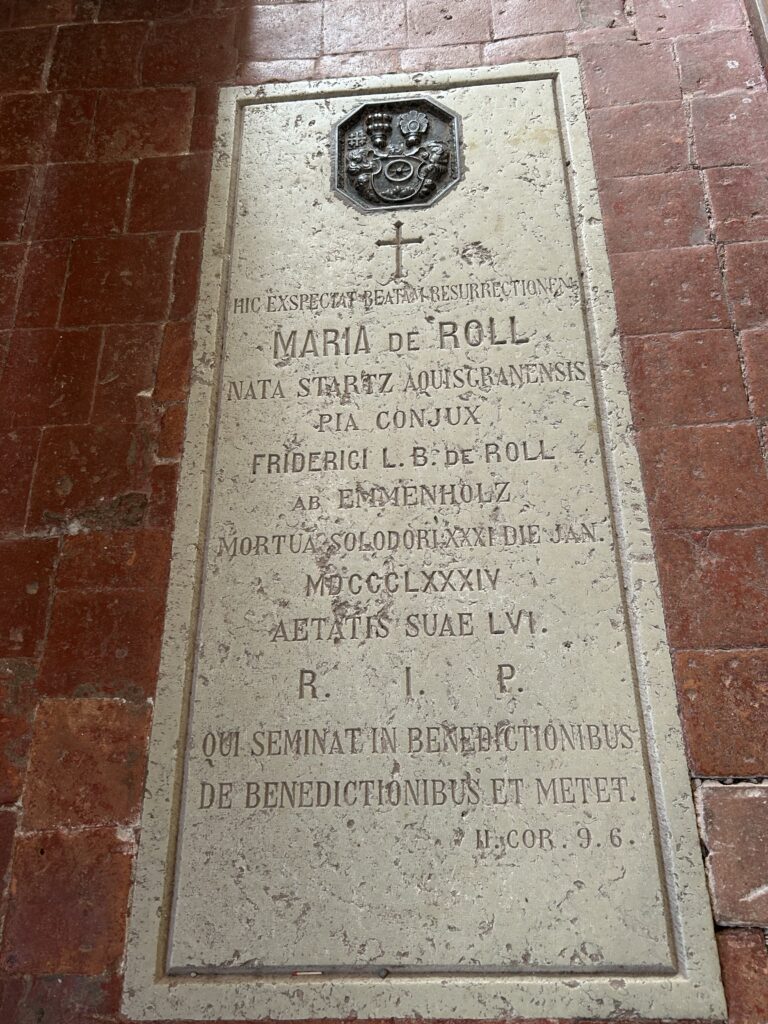 HIC EXSPECTAT BEATAM RESURRECTIONEM
MARIA DE ROLL
NATA STARTZ AQUISGRANENSIS
PIA CONJUX
FRIDERICI L. B. DE ROLL
AB EMMENHOLZ
MORTUA SOLODORI XXXI DIE JAN.
MDCCCLXXXIV
AETATIS SUAE LVI.
R. I. P.
QUI SEMINAT IN BENEDICTIONIBUS
DE BENEDICTIONIBUS ET METET.
II. COR. 9. 6.